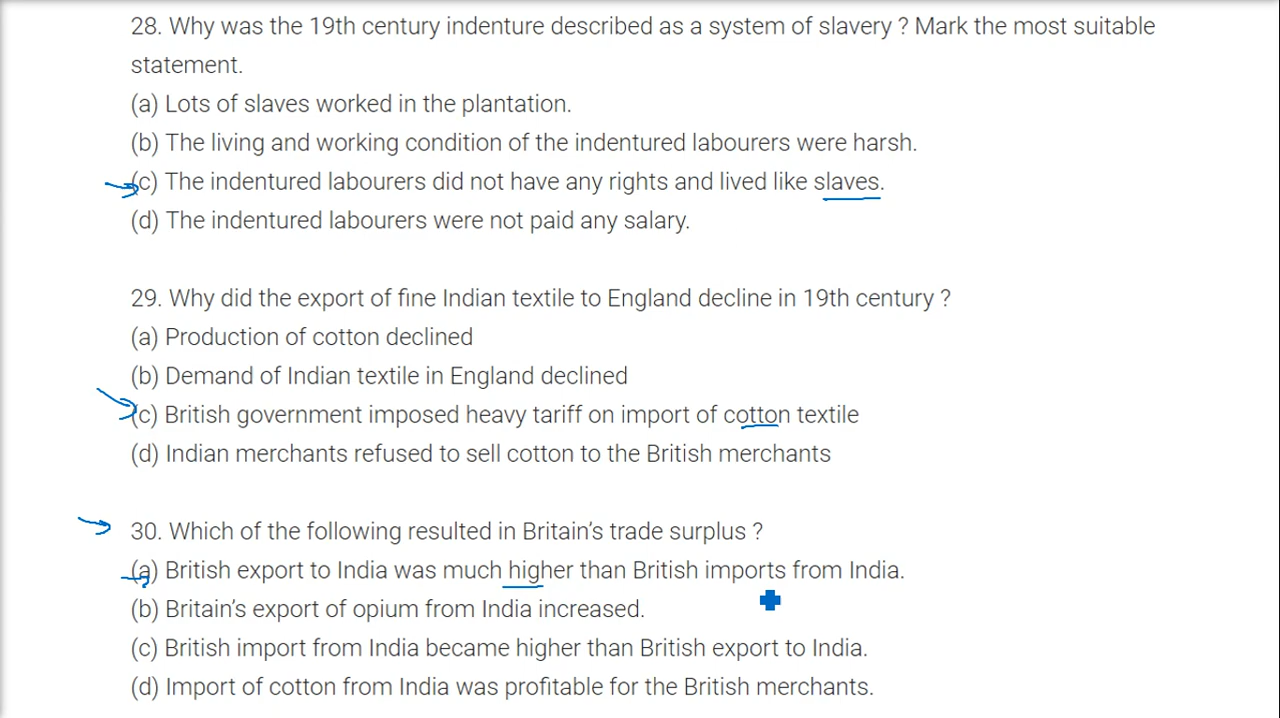 28. Why was the 19th century indenture described as a system of slavery ? Mark the most suitable
statement.
(a) Lots of slaves worked in the plantation.
(b) The living and working condition of the indentured labourers were harsh.
(c) The indentured labourers did not have any rights and lived like slaves.
(d) The indentured labourers were not paid any salary.
29. Why did the export of fine Indian textile to England decline in 19th century ?
(a) Production of cotton declined
(b) Demand of Indian textile in England declined
(c) British government imposed heavy tariff on import of cotton textile
(d) Indian merchants refused to sell cotton to the British merchants
30. Which of the following resulted in Britain’s trade surplus ?
(a) British export to India was much higher than British imports from India.
(b) Britain’s export of opium from India increased.
(c) British import from India became higher than British export to India.
(d) Import of cotton from India was profitable for the British merchants.